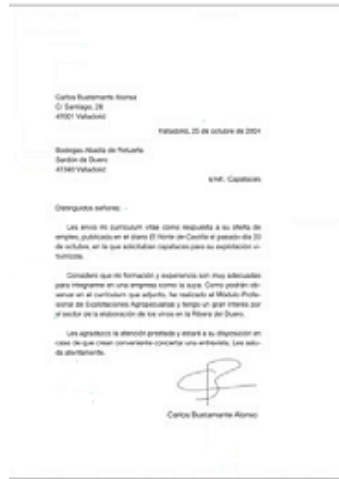 Carlos Bustamante Alonso
C/ Santiago, 28
47001 Valladolid
Valladolid, 25 de octubre de 2004
Bodegas Abadía de Retuerta
Sardón de Duero
47340 Valladolid
s/ref.: Capataces
Distinguidos señores:
Les envío mi curriculum vitae como respuesta a su oferta de
empleo, publicada en el diario El Norte de Castilla el pasado día 20
de octubre, en la que solicitaban capataces para su explotación vi-
tivinícola.
Considero que mi formación y experiencia son muy adecuadas
para integrarme en una empresa como la suya. Como podrán ob-
servar en el curriculum que adjunto, he realizado el Módulo Profe-
sional de Explotaciones Agropecuarias y tengo un gran interés por
el sector de la elaboración de los vinos en la Ribera del Duero.
Les agradezco la atención prestada y estaré a su disposición en
caso de que crean conveniente concertar una entrevista. Les salu-
da atentamente,
Carlos Bustamante Alonso